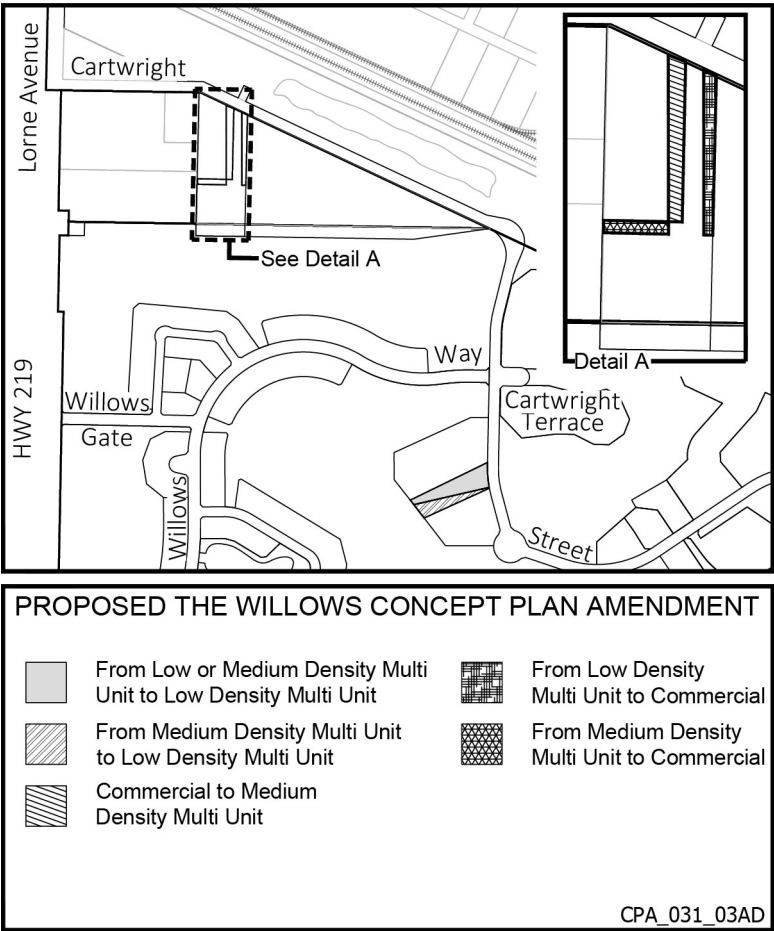 Lorne Avenue
Cartwright
See Detail A
Detail A
HWY 219
Way
Willows
Gate
Cartwright
Terrace
Willows
Street
PROPOSED THE WILLOWS CONCEPT PLAN AMENDMENT
From Low or Medium Density Multi
Unit to Low Density Multi Unit
From Medium Density Multi Unit
to Low Density Multi Unit
Commercial to Medium
Density Multi Unit
From Low Density
Multi Unit to Commercial
From Medium Density
Multi Unit to Commercial
CPA_031_03AD